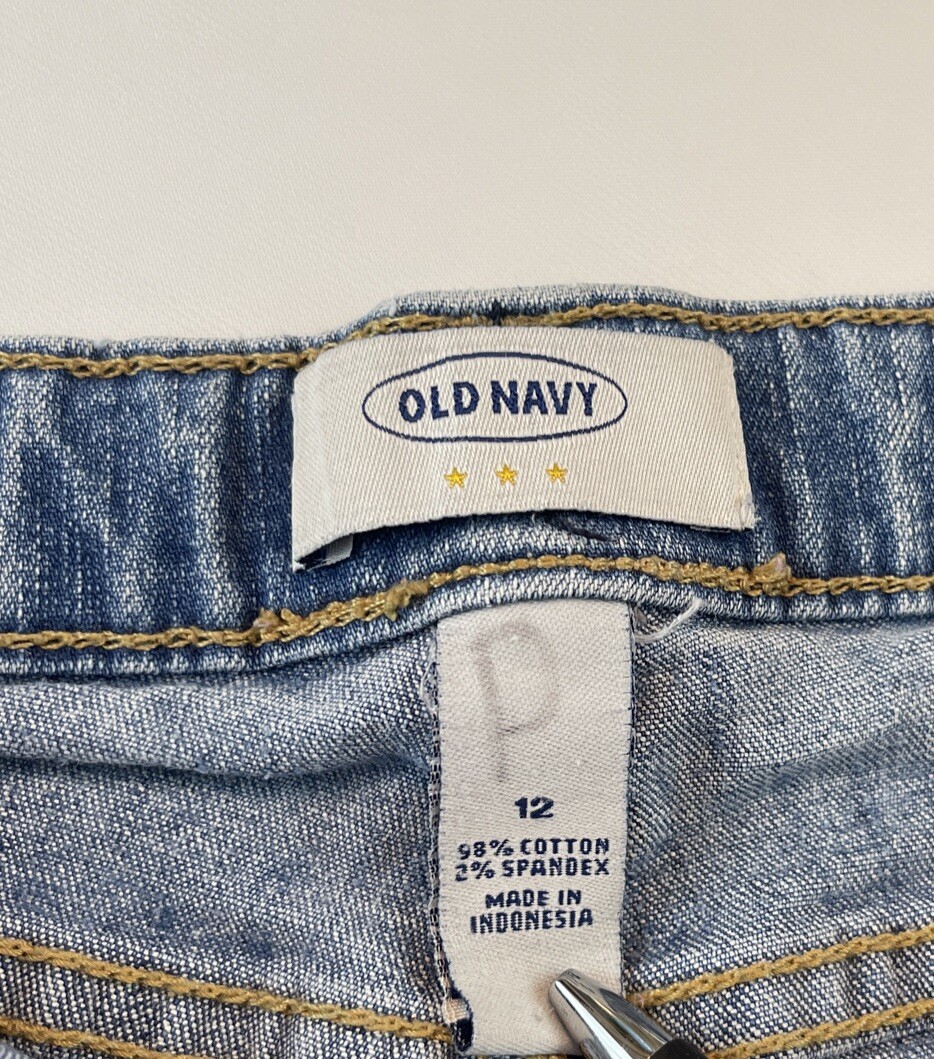 OLD NAVY
P
12
98% COTTON
2% SPANDEX
MADE IN
INDONESIA